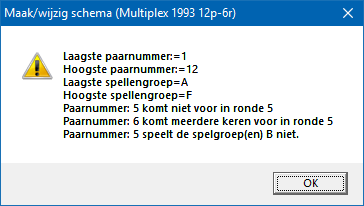 Maak/wijzig schema (Multiplex 1993 12p-6r)
Laagste paarnummer:=1
Hoogste paarnummer:=12
Laagste spellengroep=A
Hoogste spellengroep=F
Paarnummer: 5 komt niet voor in ronde 5
Paarnummer: 6 komt meerdere keren voor in ronde 5
Paarnummer: 5 speelt de spelgroep(en) B niet.
OK